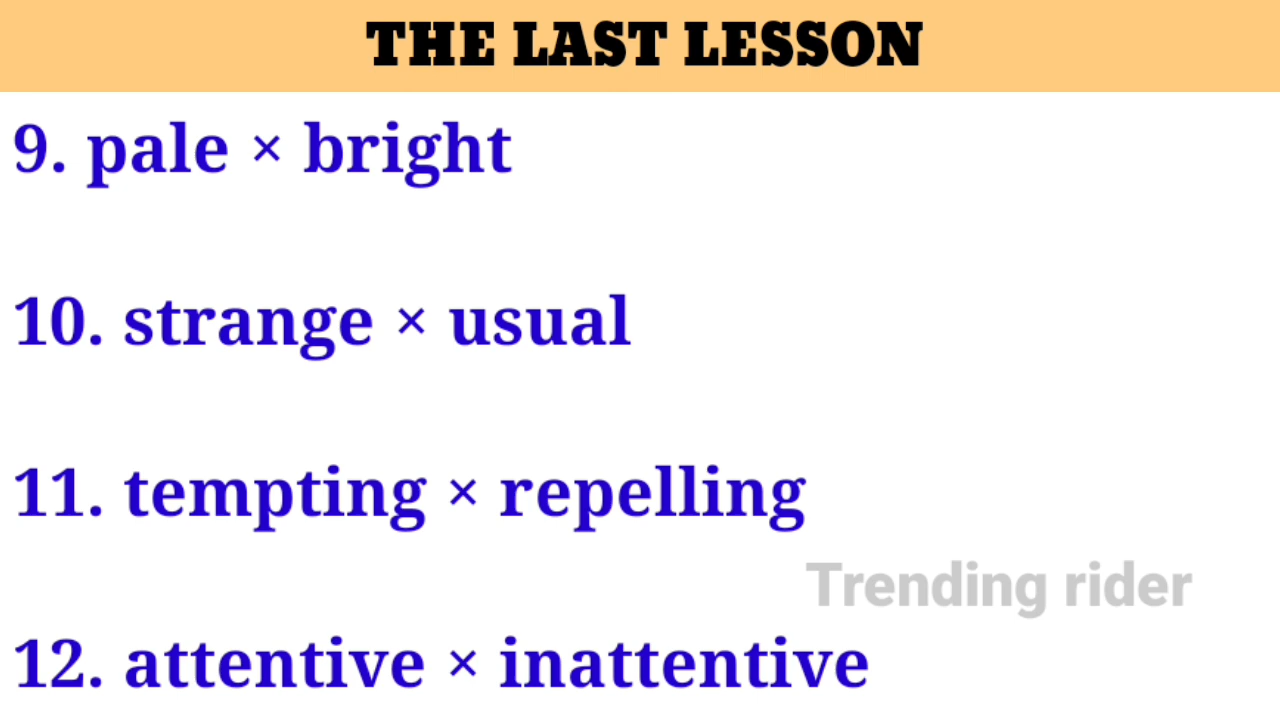 THE LAST LESSON
9. pale × bright
10. strange × usual
11. tempting × repelling
Trending rider
12. attentive × inattentive